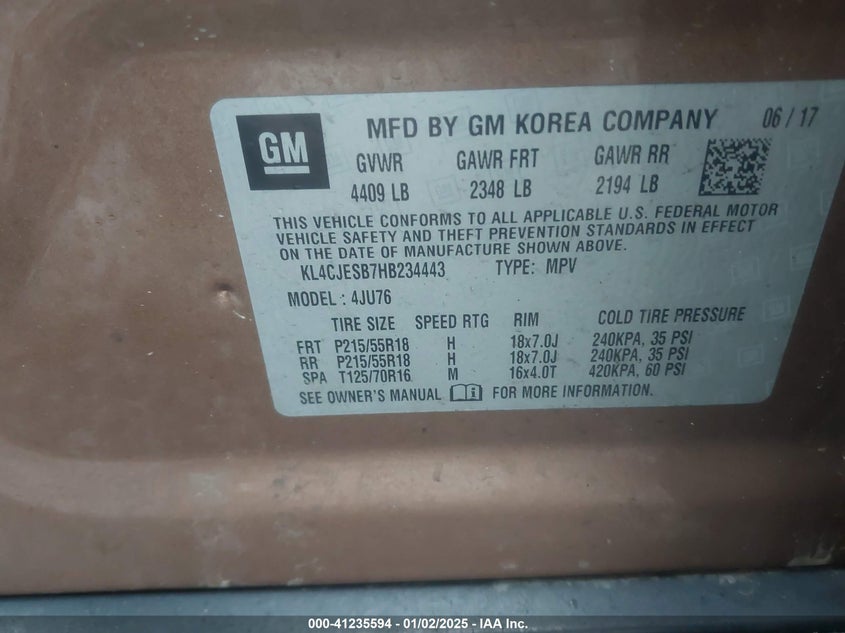 GM
MFD BY GM KOREA COMPANY 06 / 17
GVWR GAWR FRT GAWR RR
4409 LB 2348 LB 2194 LB
THIS VEHICLE CONFORMS TO ALL APPLICABLE U.S. FEDERAL MOTOR
VEHICLE SAFETY AND THEFT PREVENTION STANDARDS IN EFFECT
ON THE DATE OF MANUFACTURE SHOWN ABOVE.
KL4CJESB7HB234443 TYPE: MPV
MODEL : 4JU76
TIRE SIZE SPEED RTG RIM COLD TIRE PRESSURE
FRT P215/55R18 H 18x7.0J 240KPA, 35 PSI
RR P215/55R18 H 18x7.0J 240KPA, 35 PSI
SPA T125/70R16 M 16x4.0T 420KPA, 60 PSI
SEE OWNER'S MANUAL FOR MORE INFORMATION.
000-41235594 - 01/02/2025 - IAA Inc.